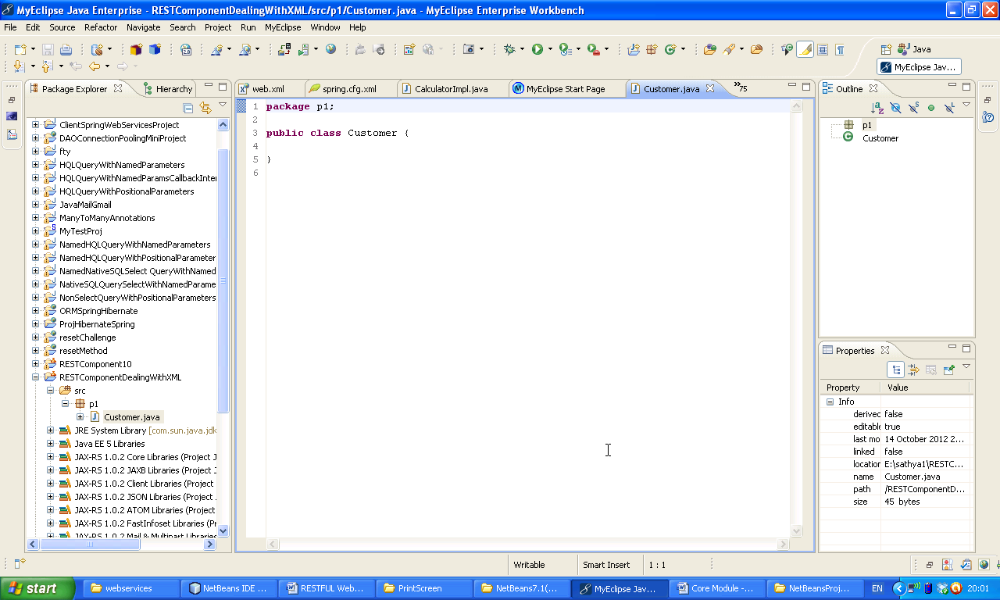 MyEclipse Java Enterprise - RESTComponentDealingWithXML/src/p1/Customer.java - MyEclipse Enterprise Workbench
File Edit Source Refactor Navigate Search Project Run MyEclipse Window Help
Java
MyEclipse Jav...
Package Explorer
Hierarchy
ClientSpringWebServicesProject
DAOConnectionPoolingMiniProject
fty
HQLQueryWithNamedParameters
HQLQueryWithNamedParamsCallbackInter
HQLQueryWithPositionalParameters
JavaMailGmail
ManyToManyAnnotations
MyTestProj
NamedHQLQueryWithNamedParameters
NamedHQLQueryWithPositionalParameter
NamedNativeSQLSelect QueryWithNamed
NativeSQLQuerySelectWithNamedParame
NonSelectQueryWithPositionalParameters
ORMSpringHibernate
ProjHibernateSpring
resetChallenge
resetMethod
RESTComponent10
RESTComponentDealingWithXML
src
p1
Customer.java
JRE System Library [com.sun.java.jdk
Java EE 5 Libraries
JAX-RS 1.0.2 Core Libraries (Project J
JAX-RS 1.0.2 JAXB Libraries (Project J
JAX-RS 1.0.2 Client Libraries (Project
JAX-RS 1.0.2 JSON Libraries (Project J
JAX-RS 1.0.2 ATOM Libraries (Project
JAX-RS 1.0.2 FastInfoset Libraries (Pr
JAX-RS 1.0.2 Mail & Multipart Libraries
web.xml
spring.cfg.xml
CalculatorImpl.java
MyEclipse Start Page
Customer.java
75
1 package p1;
2
3 public class Customer {
4
5 }
6
Outline
p1
Customer
Properties
Property Value
Info
derived false
editable true
last mo 14 October 2012 2...
linked false
location E:\sathya1\RESTC...
name Customer.java
path /RESTComponentD...
size 45 bytes
Writable
Smart Insert
1 : 1
start
webservices
NetBeans IDE ...
RESTFUL Web...
PrintScreen
NetBeans7.1(...
MyEclipse Jav...
Core Module -...
NetBeansProj...
EN
20:01